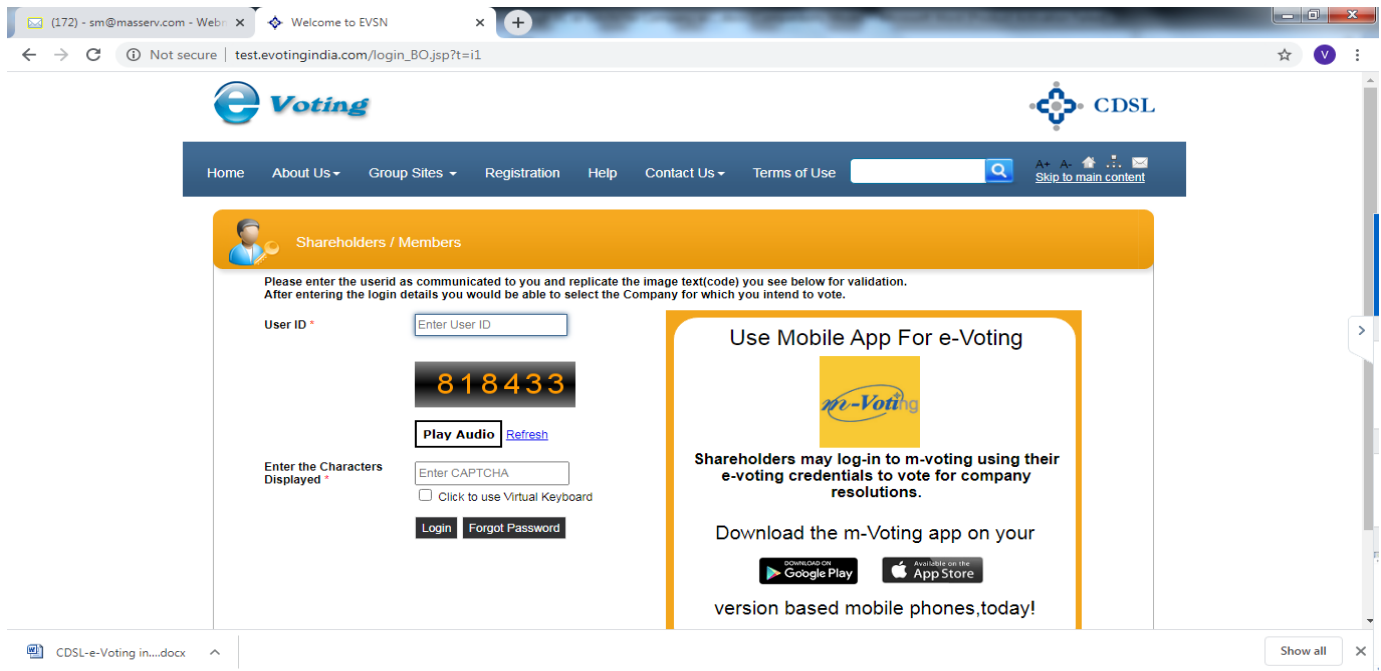 (172) - sm@masserv.com - Webm
Welcome to EVSN
Not secure | test.evotingindia.com/login_BO.jsp?t=i1
V
e Voting
CDSL
Home About Us Group Sites Registration Help Contact Us Terms of Use
A+ A-
Skip to main content
Shareholders / Members
Please enter the userid as communicated to you and replicate the image text(code) you see below for validation.
After entering the login details you would be able to select the Company for which you intend to vote.
User ID *
Enter User ID
818433
Play Audio Refresh
Enter the Characters
Displayed *
Enter CAPTCHA
Click to use Virtual Keyboard
Login Forgot Password
Use Mobile App For e-Voting
m-Voting
Shareholders may log-in to m-voting using their
e-voting credentials to vote for company
resolutions.
Download the m-Voting app on your
DOWNLOAD ON
Google Play
Available on the
App Store
version based mobile phones,today!
CDSL-e-Voting in....docx
Show all